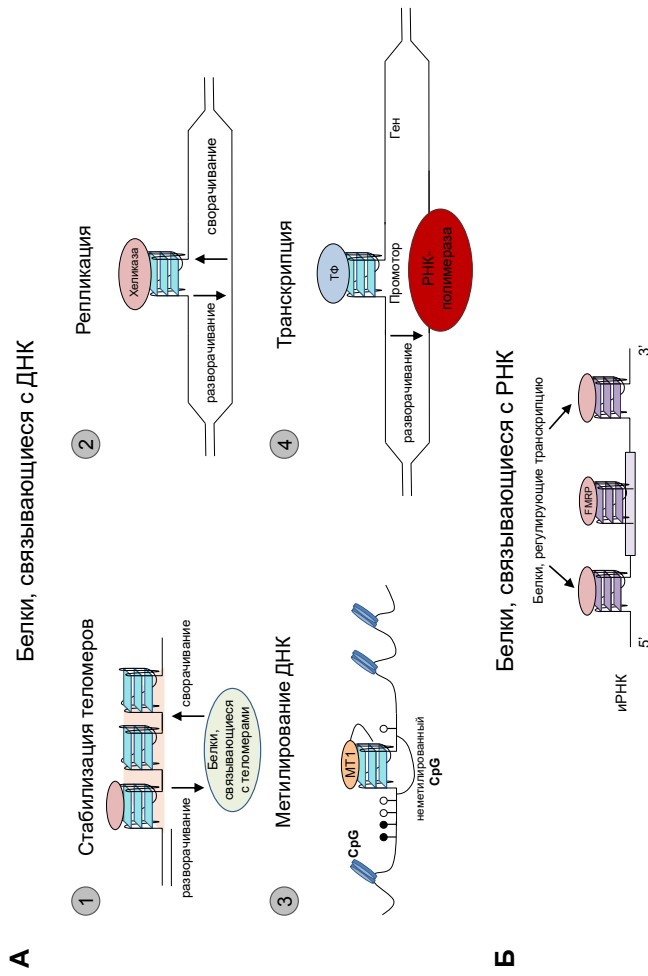 А
Белки, связывающиеся с ДНК
1
Стабилизация теломеров
разворачивание
сворачивание
Белки,
связывающиеся
с теломерами
2
Репликация
Хеликаза
разворачивание
сворачивание
3
Метилирование ДНК
МТ1
CpG
неметилированный
CpG
4
Транскрипция
ТФ
разворачивание
Промотор
Ген
РНК-
полимераза
Б
Белки, связывающиеся с РНК
Белки, регулирующие транскрипцию
FMRP
иРНК
5'
3'